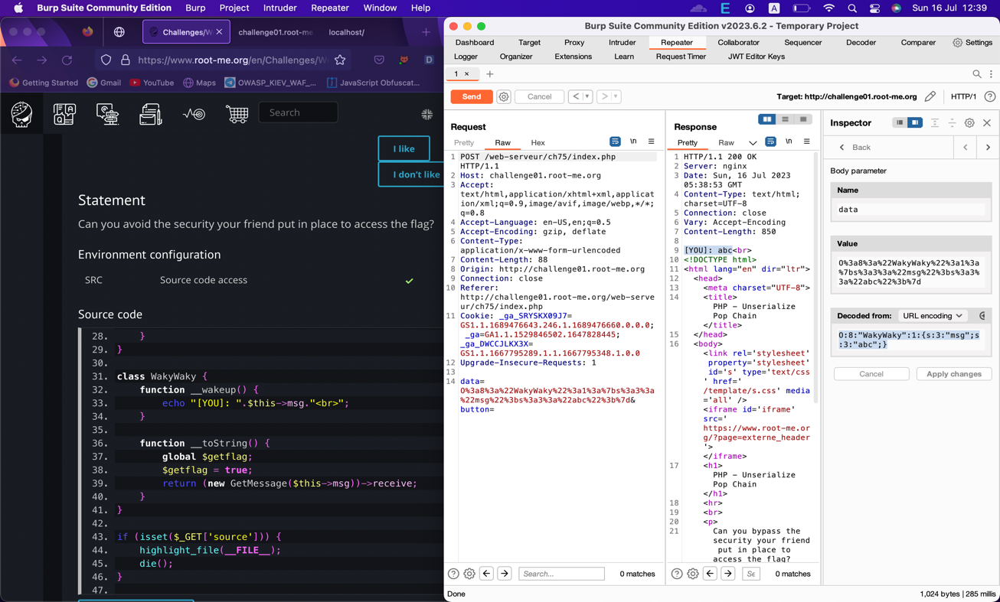 Burp Suite Community Edition Burp Project Intruder Repeater Window Help
A
Sun 16 Jul 12:39
Challenges/W
challenge01.root-me
localhost/
https://www.root-me.org/en/Challenges/W
Getting Started
Gmail
YouTube
Maps
OWASP_KIEV_WAF_...
JavaScript Obfuscat...
Search
I like
I don't like
Statement
Can you avoid the security your friend put in place to access the flag?
Environment configuration
SRC Source code access
Source code
28. }
29. }
30.
31. class WakyWaky {
32. function __wakeup() {
33. echo "[YOU]: ".$this->msg."<br>";
34. }
35.
36. function __toString() {
37. global $getflag;
38. $getflag = true;
39. return (new GetMessage($this->msg))->receive;
40. }
41. }
42.
43. if (isset($_GET['source'])) {
44. highlight_file(__FILE__);
45. die();
46. }
47.
Burp Suite Community Edition v2023.6.2 - Temporary Project
Dashboard Target Proxy Intruder Repeater Collaborator Sequencer Decoder Comparer Settings
Logger Organizer Extensions Learn Request Timer JWT Editor Keys
1 × +
Send Cancel < >
Target: http://challenge01.root-me.org HTTP/1 ?
Request
Pretty Raw Hex \n
1 POST /web-serveur/ch75/index.php
HTTP/1.1
2 Host: challenge01.root-me.org
3 Accept:
text/html,application/xhtml+xml,applicat
ion/xml;q=0.9,image/avif,image/webp,*/*;
q=0.8
4 Accept-Language: en-US,en;q=0.5
5 Accept-Encoding: gzip, deflate
6 Content-Type:
application/x-www-form-urlencoded
7 Content-Length: 88
8 Origin: http://challenge01.root-me.org
9 Connection: close
10 Referer:
http://challenge01.root-me.org/web-serve
ur/ch75/index.php
11 Cookie: _ga_SRYSKX09J7=
GS1.1.1689476643.246.1.1689476660.0.0.0;
_ga=GA1.1.1529846502.1647828445;
_ga_DWCCJLKX3X=
GS1.1.1667795289.1.1.1667795348.1.0.0
12 Upgrade-Insecure-Requests: 1
13
14 data=
O%3a8%3a%22WakyWaky%22%3a1%3a%7bs%3a3%3a
%22msg%22%3bs%3a3%3a%22abc%22%3b%7d&
button=
Search... 0 matches
Response
Pretty Raw \n
1 HTTP/1.1 200 OK
2 Server: nginx
3 Date: Sun, 16 Jul 2023
05:38:53 GMT
4 Content-Type: text/html;
charset=UTF-8
5 Connection: close
6 Vary: Accept-Encoding
7 Content-Length: 850
8
9 [YOU]: abc<br>
10 <!DOCTYPE html>
11 <html lang="en" dir="ltr">
12 <head>
13 <meta charset="UTF-8">
14 <title>
PHP - Unserialize
Pop Chain
</title>
15 </head>
16 <body>
<link rel='stylesheet'
property='stylesheet'
id='s' type='text/css
' href='
/template/s.css' media
='all' />
<iframe id='iframe'
src='
https://www.root-me.or
g/?page=externe_header
'>
</iframe>
17 <h1>
PHP - Unserialize
Pop Chain
</h1>
18 <hr>
19 <br>
20 <p>
21 Can you bypass the
security your friend
put in place to
access the flag?
Se 0 matches
Inspector
Back
Body parameter
Name
data
Value
O%3a8%3a%22WakyWaky%22%3a1%3a
%7bs%3a3%3a%22msg%22%3bs%3a3%
3a%22abc%22%3b%7d
Decoded from: URL encoding
O:8:"WakyWaky":1:{s:3:"msg";s
:3:"abc";}
Cancel Apply changes
Done
1,024 bytes | 285 millis